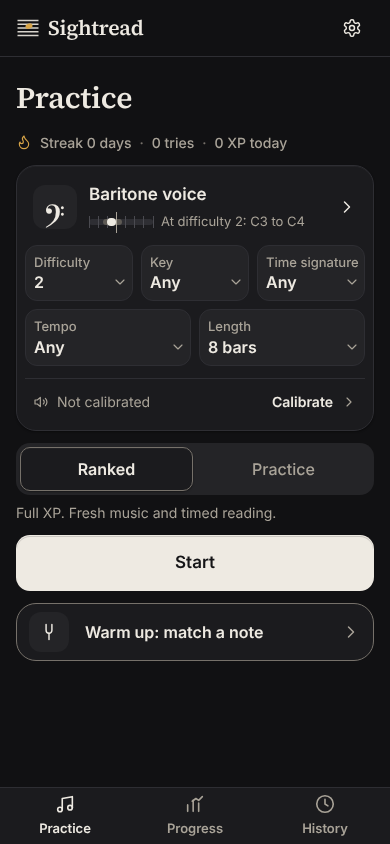 Sightread
Practice
Streak 0 days · 0 tries · 0 XP today
Baritone voice
At difficulty 2: C3 to C4
Difficulty
2
Key
Any
Time signature
Any
Tempo
Any
Length
8 bars
Not calibrated
Calibrate
Ranked
Practice
Full XP. Fresh music and timed reading.
Start
Warm up: match a note
Practice
Progress
History